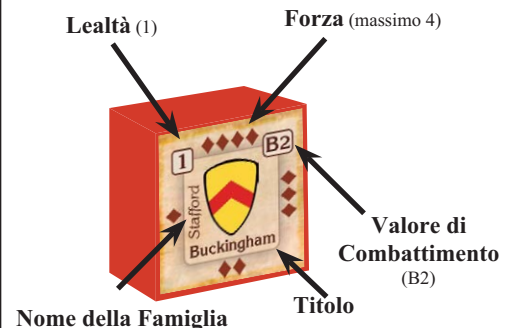 Lealtà (1)
Forza (massimo 4)
1
B2
Stafford
Buckingham
Valore di
Combattimento
(B2)
Titolo
Nome della Famiglia